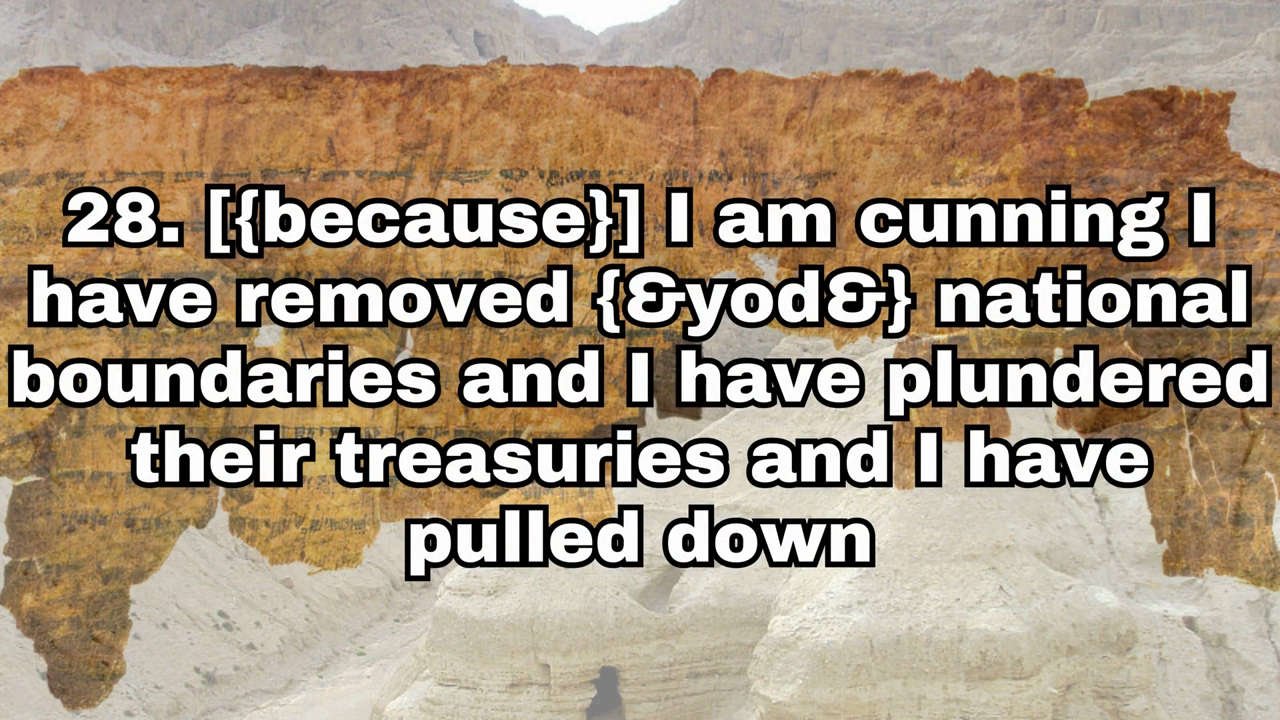 28. [{because}] I am cunning I
have removed {&yod&} national
boundaries and I have plundered
their treasuries and I have
pulled down